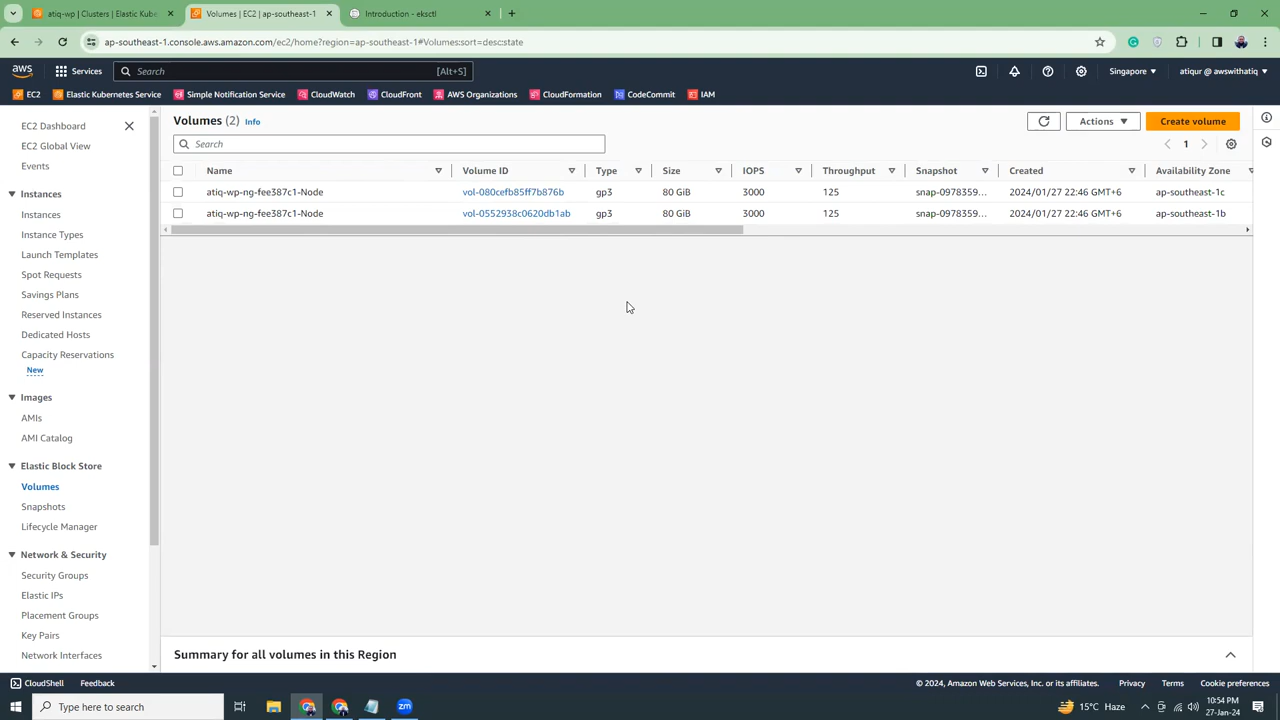 atiq-wp | Clusters | Elastic Kube
Volumes | EC2 | ap-southeast-1
Introduction - eksctl
ap-southeast-1.console.aws.amazon.com/ec2/home?region=ap-southeast-1#Volumes:sort=desc:state
aws
Services
Search
[Alt+S]
Singapore
atiqur @ awswithatiq
EC2
Elastic Kubernetes Service
Simple Notification Service
CloudWatch
CloudFront
AWS Organizations
CloudFormation
CodeCommit
IAM
EC2 Dashboard
EC2 Global View
Events
Instances
Instances
Instance Types
Launch Templates
Spot Requests
Savings Plans
Reserved Instances
Dedicated Hosts
Capacity Reservations
New
Images
AMIs
AMI Catalog
Elastic Block Store
Volumes
Snapshots
Lifecycle Manager
Network & Security
Security Groups
Elastic IPs
Placement Groups
Key Pairs
Network Interfaces
Volumes (2) Info
Actions
Create volume
Search
1
Name Volume ID Type Size IOPS Throughput Snapshot Created Availability Zone
atiq-wp-ng-fee387c1-Node vol-080cefb85ff7b876b gp3 80 GiB 3000 125 snap-0978359... 2024/01/27 22:46 GMT+6 ap-southeast-1c
atiq-wp-ng-fee387c1-Node vol-0552938c0620db1ab gp3 80 GiB 3000 125 snap-0978359... 2024/01/27 22:46 GMT+6 ap-southeast-1b
Summary for all volumes in this Region
CloudShell
Feedback
© 2024, Amazon Web Services, Inc. or its affiliates.
Privacy
Terms
Cookie preferences
Type here to search
zm
15°C Haze
10:54 PM
27-Jan-24